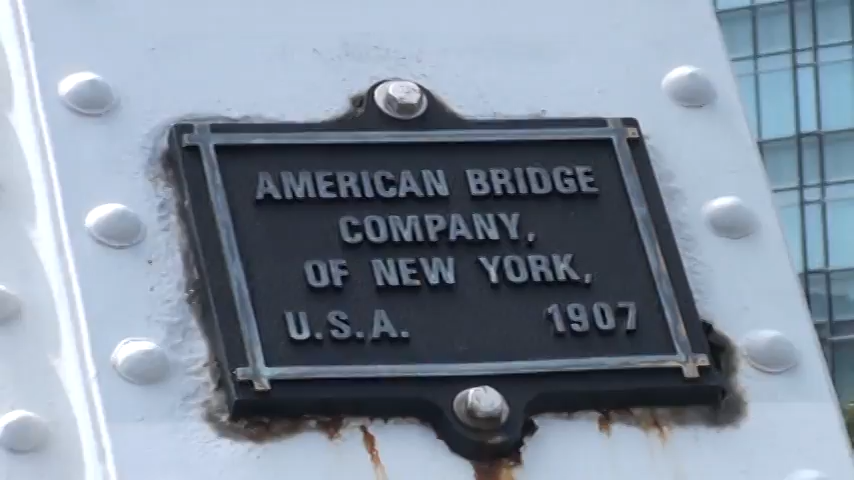 AMERICAN BRIDGE
COMPANY,
OF NEW YORK,
U.S.A. 1907